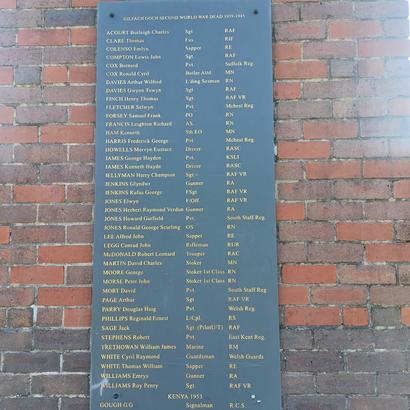 GILFACH GOCH SECOND WORLD WAR DEAD 1939-1945
ACOURT Burleigh Charles Sgt RAF
CLARE Thomas Fus RIF
COLENSO Emlyn Sapper RE
COMPTON Lewis John Sgt RAF
COX Bernard Pvt. Suffolk Reg
COX Ronald Cyril Boiler Attd MN
DAVIES Arthur Wilfred L'ding Seaman RN
DAVIES Gwyon Towyn Sgt RAF
FINCH Henry Thomas Sgt RAF VR
FLETCHER Selwyn Pvt. Mchest Reg
FORSEY Samuel Frank PO RN
FRANCIS Leighton Richard AS. RN
HAM Kenneth 5th EO MN
HARRIS Frederick George Pvt. Mchest Reg
HOWELLS Mervyn Eustace Driver RASC
JAMES George Haydn Pvt. KSLI
JAMES Kenneth Haydn Driver RASC
JELLYMAN Harry Champion Sgt RAF VR
JENKINS Glyndwr Gunner RA
JENKINS Rufus George FSgt RAF VR
JONES Elwyn F/Off RAF VR
JONES Herbert Raymond Verdun Gunner RA
JONES Howard Garfield Pvt. South Staff Reg
JONES Ronald George Scurling OS RN
LEE Alfred John Sapper RE
LEGG Conrad John Rifleman RUR
McDONALD Robert Leonard Trooper RAC
MARTIN David Charles Stoker MN
MOORE George Stoker 1st Class RN
MORSE Peter John Stoker 1st Class RN
MORT David Pvt. South Staff Reg
PAGE Arthur Sgt RAF VR
PARRY Douglas Haig Pvt. Welsh Reg
PHILLIPS Reginald Ernest L/Cpl. RS
SAGE Jack Sgt. (Pilot U/T) RAF
STEPHENS Robert Pvt. East Kent Reg.
TRETHOWAN William James Marine RM
WHITE Cyril Raymond Guardsman Welsh Guards
WHITE Thomas William Sapper RE
WILLIAMS Emrys Gunner RA
WILLIAMS Roy Penry Sgt. RAF VR
KENYA 1953
GOUGH G G Signalman R.C.S.